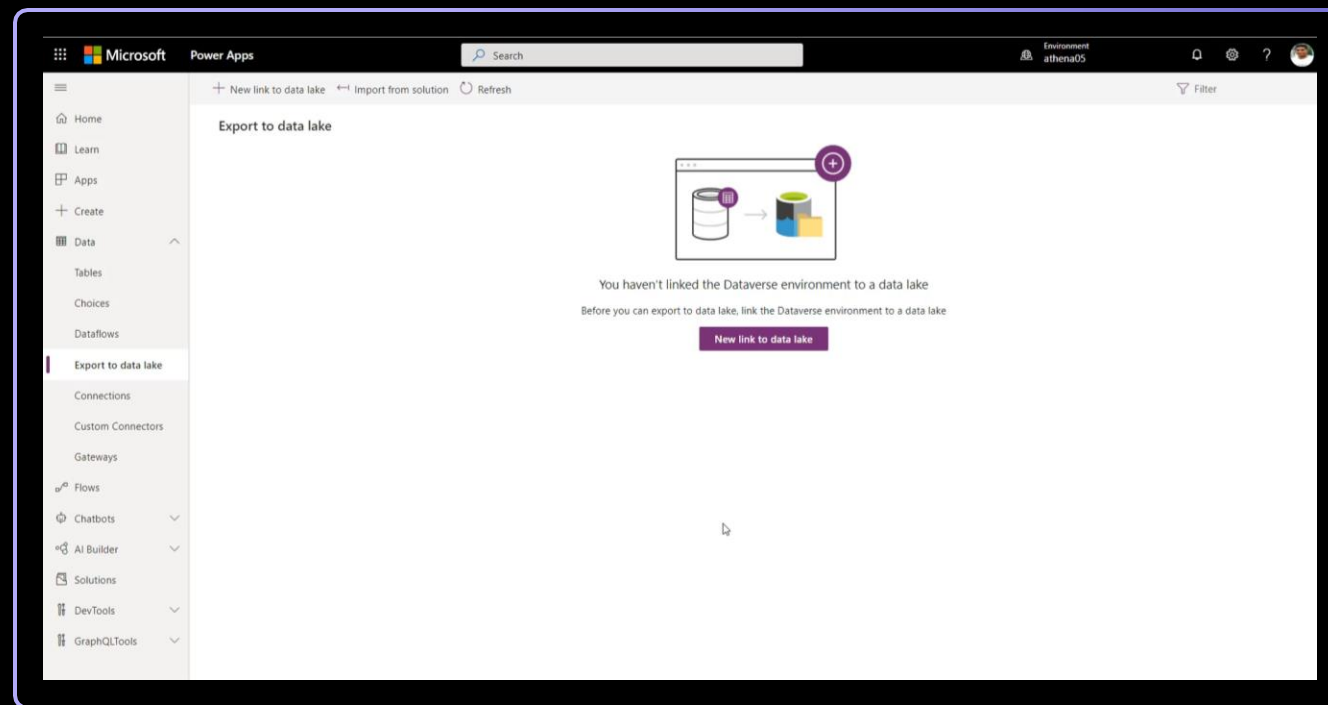 Microsoft Power Apps
Search
Environment
athena05
?
New link to data lake Import from solution Refresh
Filter
Home
Learn
Apps
Create
Data
Tables
Choices
Dataflows
Export to data lake
Connections
Custom Connectors
Gateways
Flows
Chatbots
AI Builder
Solutions
DevTools
GraphQLTools
Export to data lake
You haven't linked the Dataverse environment to a data lake
Before you can export to data lake, link the Dataverse environment to a data lake
New link to data lake